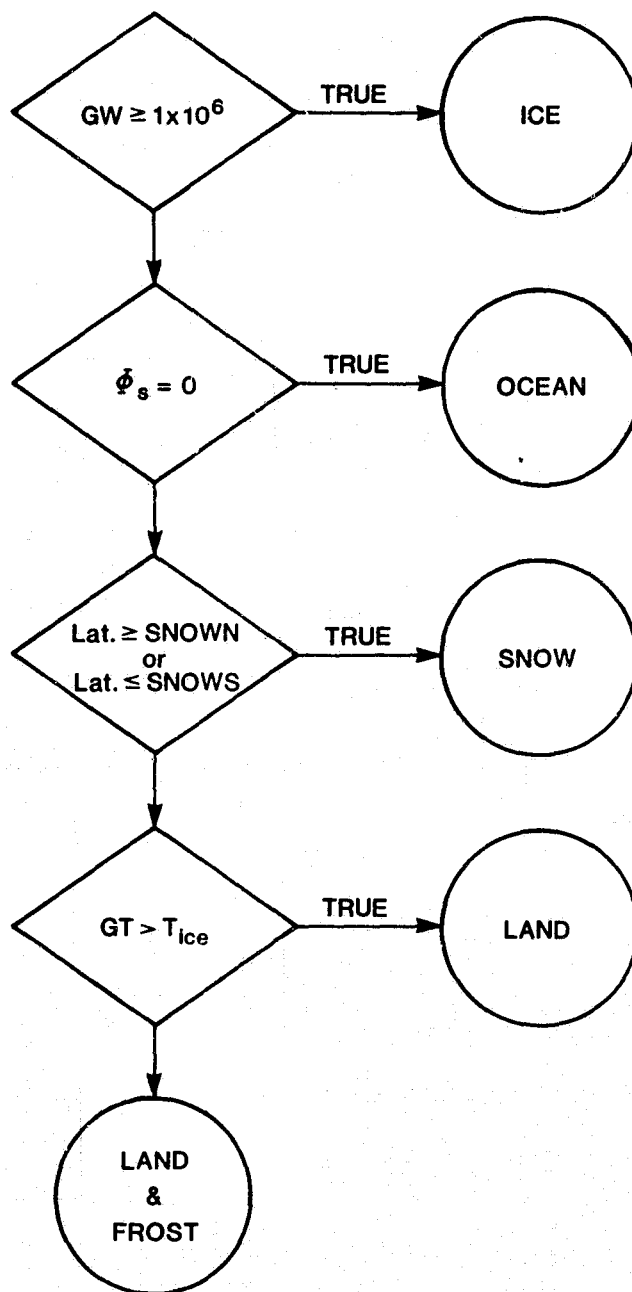 GW ≥ 1x10⁶
TRUE
ICE
Φₛ = 0
TRUE
OCEAN
Lat. ≥ SNOWN
or
Lat. ≤ SNOWS
TRUE
SNOW
GT > Tᵢcₑ
TRUE
LAND
LAND
&
FROST